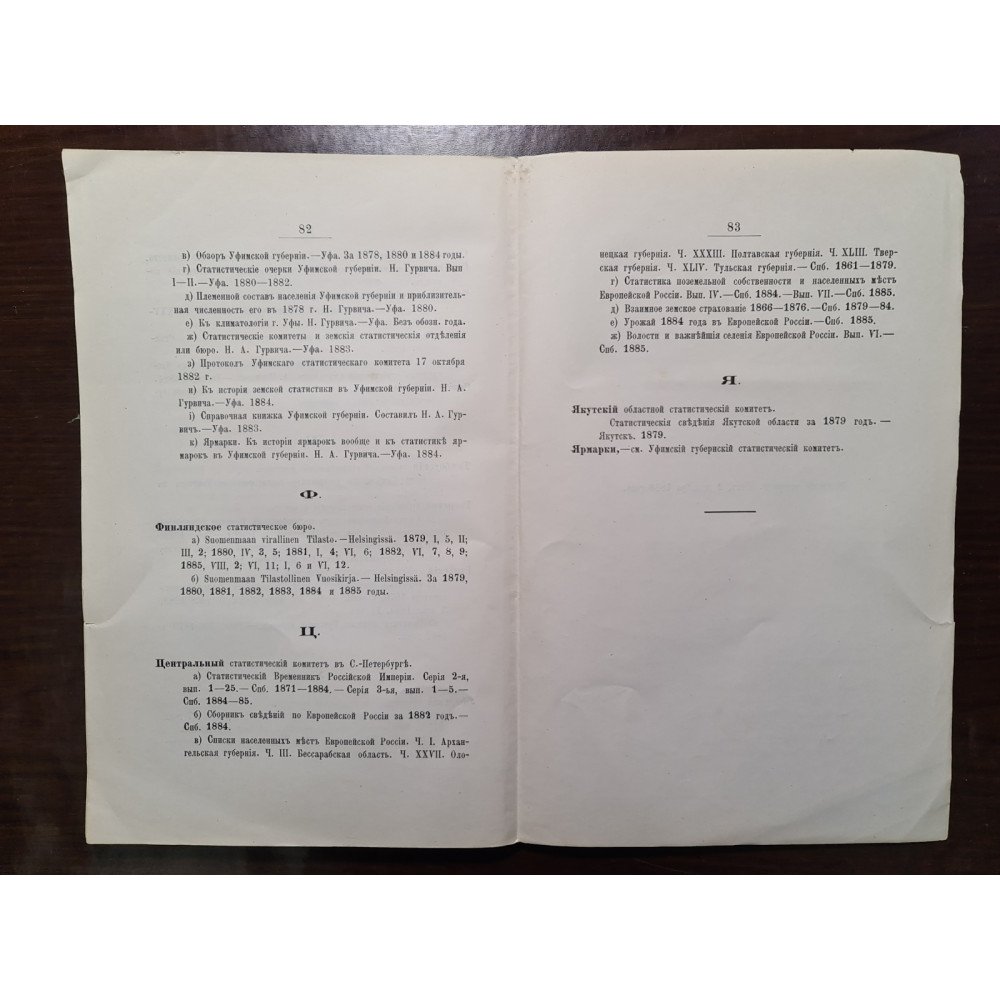 82
в) Обзоръ Уфимской губерніи.—Уфа. За 1878, 1880 и 1884 годы.
г) Статистическіе очерки Уфимской губерніи. Н. Гурвича. Вып
I—II.—Уфа. 1880—1882.
д) Племенной составъ населенія Уфимской губерніи и приблизитель-
ная численность его въ 1878 г. Н. Гурвича.—Уфа. 1880.
е) Къ климатологіи г. Уфы. Н. Гурвича.—Уфа. Безъ обозн. года.
ж) Статистическіе комитеты и земскія статистическія отдѣленія
или бюро. Н. А. Гурвича.—Уфа. 1883.
з) Протоколъ Уфимскаго статистическаго комитета 17 октября
1882 г.
и) Къ исторіи земской статистики въ Уфимской губерніи. Н. А.
Гурвича.—Уфа. 1884.
і) Справочная книжка Уфимской губерніи. Составилъ Н. А. Гур-
вичъ.—Уфа. 1883.
к) Ярмарки. Къ исторіи ярмарокъ вообще и къ статистикѣ яр-
марокъ въ Уфимской губерніи. Н. А. Гурвича.—Уфа. 1884.
Ф.
Финляндское статистическое бюро.
а) Suomenmaan virallinen Tilasto.—Helsingissä. 1879, I, 5, II;
III, 2; 1880, IV, 3, 5; 1881, I, 4; VI, 6; 1882, VI, 7, 8, 9;
1885, VIII, 2; VI, 11; I, 6 и VI, 12.
б) Suomenmaan Tilastollinen Vuosikirja.—Helsingissä. За 1879,
1880, 1881, 1882, 1883, 1884 и 1885 годы.
Ц.
Центральный статистическій комитетъ въ С.-Петербургѣ.
а) Статистическій Временникъ Россійской Имперіи. Серія 2-я,
вып. 1—25.—Спб. 1871—1884.—Серія 3-ья, вып. 1—5.—
Спб. 1884—85.
б) Сборникъ свѣдѣній по Европейской Россіи за 1882 годъ.—
Спб. 1884.
в) Списки населенныхъ мѣстъ Европейской Россіи. Ч. I. Архан-
гельская губернія. Ч. III. Бессарабская область. Ч. XXVII. Оло-
83
нецкая губернія. Ч. XXXIII. Полтавская губернія. Ч. XLIII. Твер-
ская губернія. Ч. XLIV. Тульская губернія.—Спб. 1861—1879.
г) Статистика поземельной собственности и населенныхъ мѣстъ
Европейской Россіи. Вып. IV.—Спб. 1884.—Вып. VII.—Спб. 1885.
д) Взаимное земское страхованіе 1866—1876.—Спб. 1879—84.
е) Урожай 1884 года въ Европейской Россіи.—Спб. 1885.
ж) Волости и важнѣйшія селенія Европейской Россіи. Вып. VI.—
Спб. 1885.
Я.
Якутскій областной статистическій комитетъ.
Статистическія свѣдѣнія Якутской области за 1879 годъ.—
Якутскъ. 1879.
Ярмарки,—см. Уфимскій губернскій статистическій комитетъ.